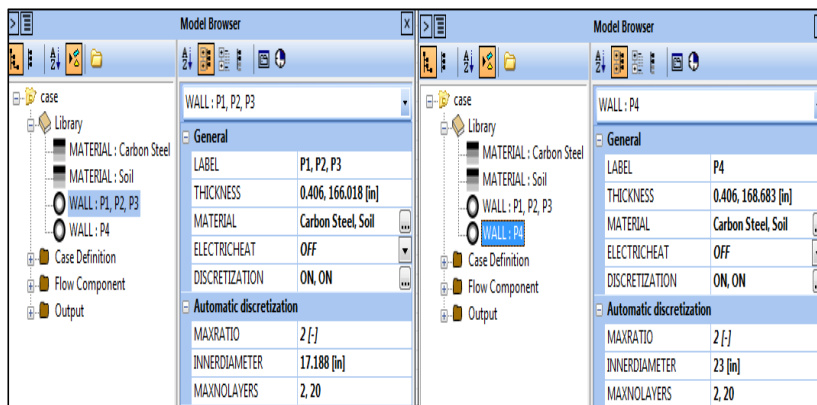 Model Browser
case
Library
MATERIAL : Carbon Steel
MATERIAL : Soil
WALL : P1, P2, P3
WALL : P4
Case Definition
Flow Component
Output
WALL : P1, P2, P3
General
LABEL P1, P2, P3
THICKNESS 0.406, 166.018 [in]
MATERIAL Carbon Steel, Soil ...
ELECTRICHEAT OFF
DISCRETIZATION ON, ON ...
Automatic discretization
MAXRATIO 2 [-]
INNERDIAMETER 17.188 [in]
MAXNOLAYERS 2, 20
Model Browser
case
Library
MATERIAL : Carbon Steel
MATERIAL : Soil
WALL : P1, P2, P3
WALL : P4
Case Definition
Flow Component
Output
WALL : P4
General
LABEL P4
THICKNESS 0.406, 168.683 [in]
MATERIAL Carbon Steel, Soil
ELECTRICHEAT OFF
DISCRETIZATION ON, ON
Automatic discretization
MAXRATIO 2 [-]
INNERDIAMETER 23 [in]
MAXNOLAYERS 2, 20